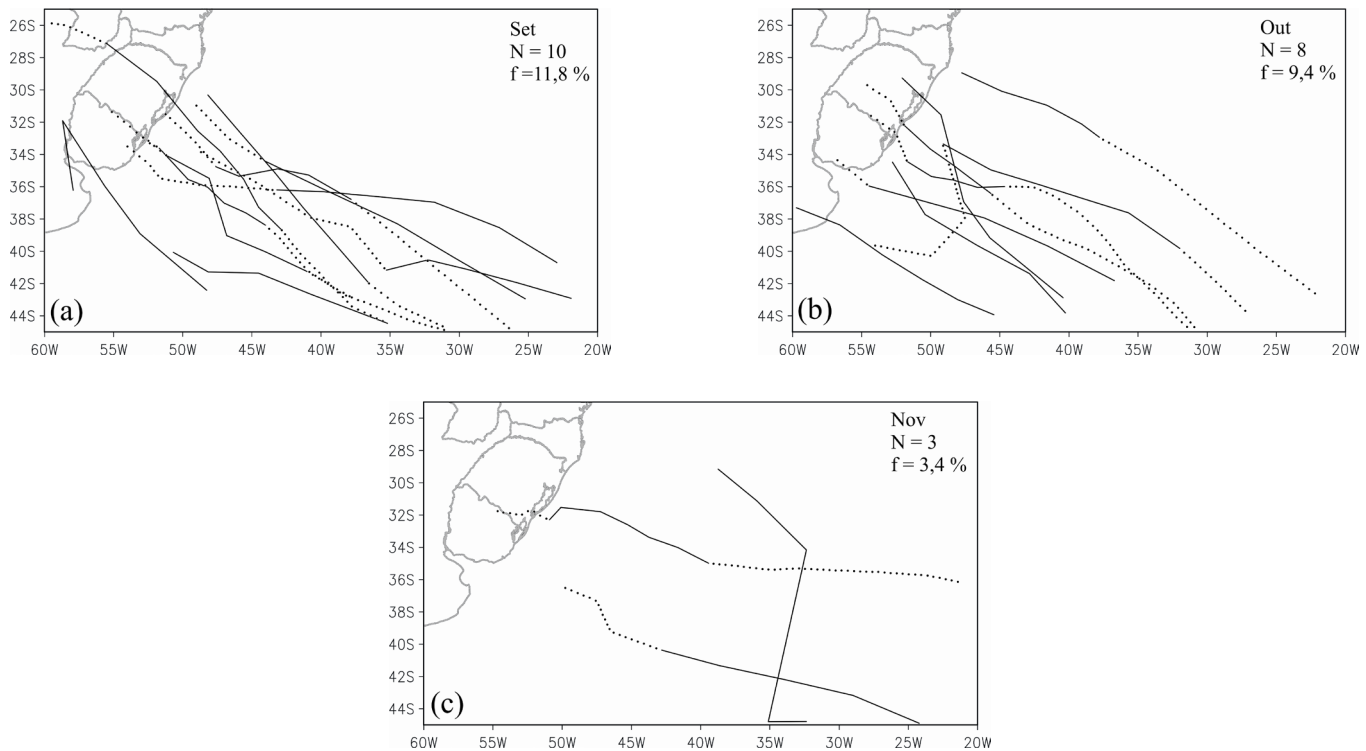 Set
N = 10
f =11,8 %
26S
28S
30S
32S
34S
36S
38S
40S
42S
44S
(a)
60W 55W 50W 45W 40W 35W 30W 25W 20W
Out
N = 8
f = 9,4 %
26S
28S
30S
32S
34S
36S
38S
40S
42S
44S
(b)
60W 55W 50W 45W 40W 35W 30W 25W 20W
Nov
N = 3
f = 3,4 %
26S
28S
30S
32S
34S
36S
38S
40S
42S
44S
(c)
60W 55W 50W 45W 40W 35W 30W 25W 20W